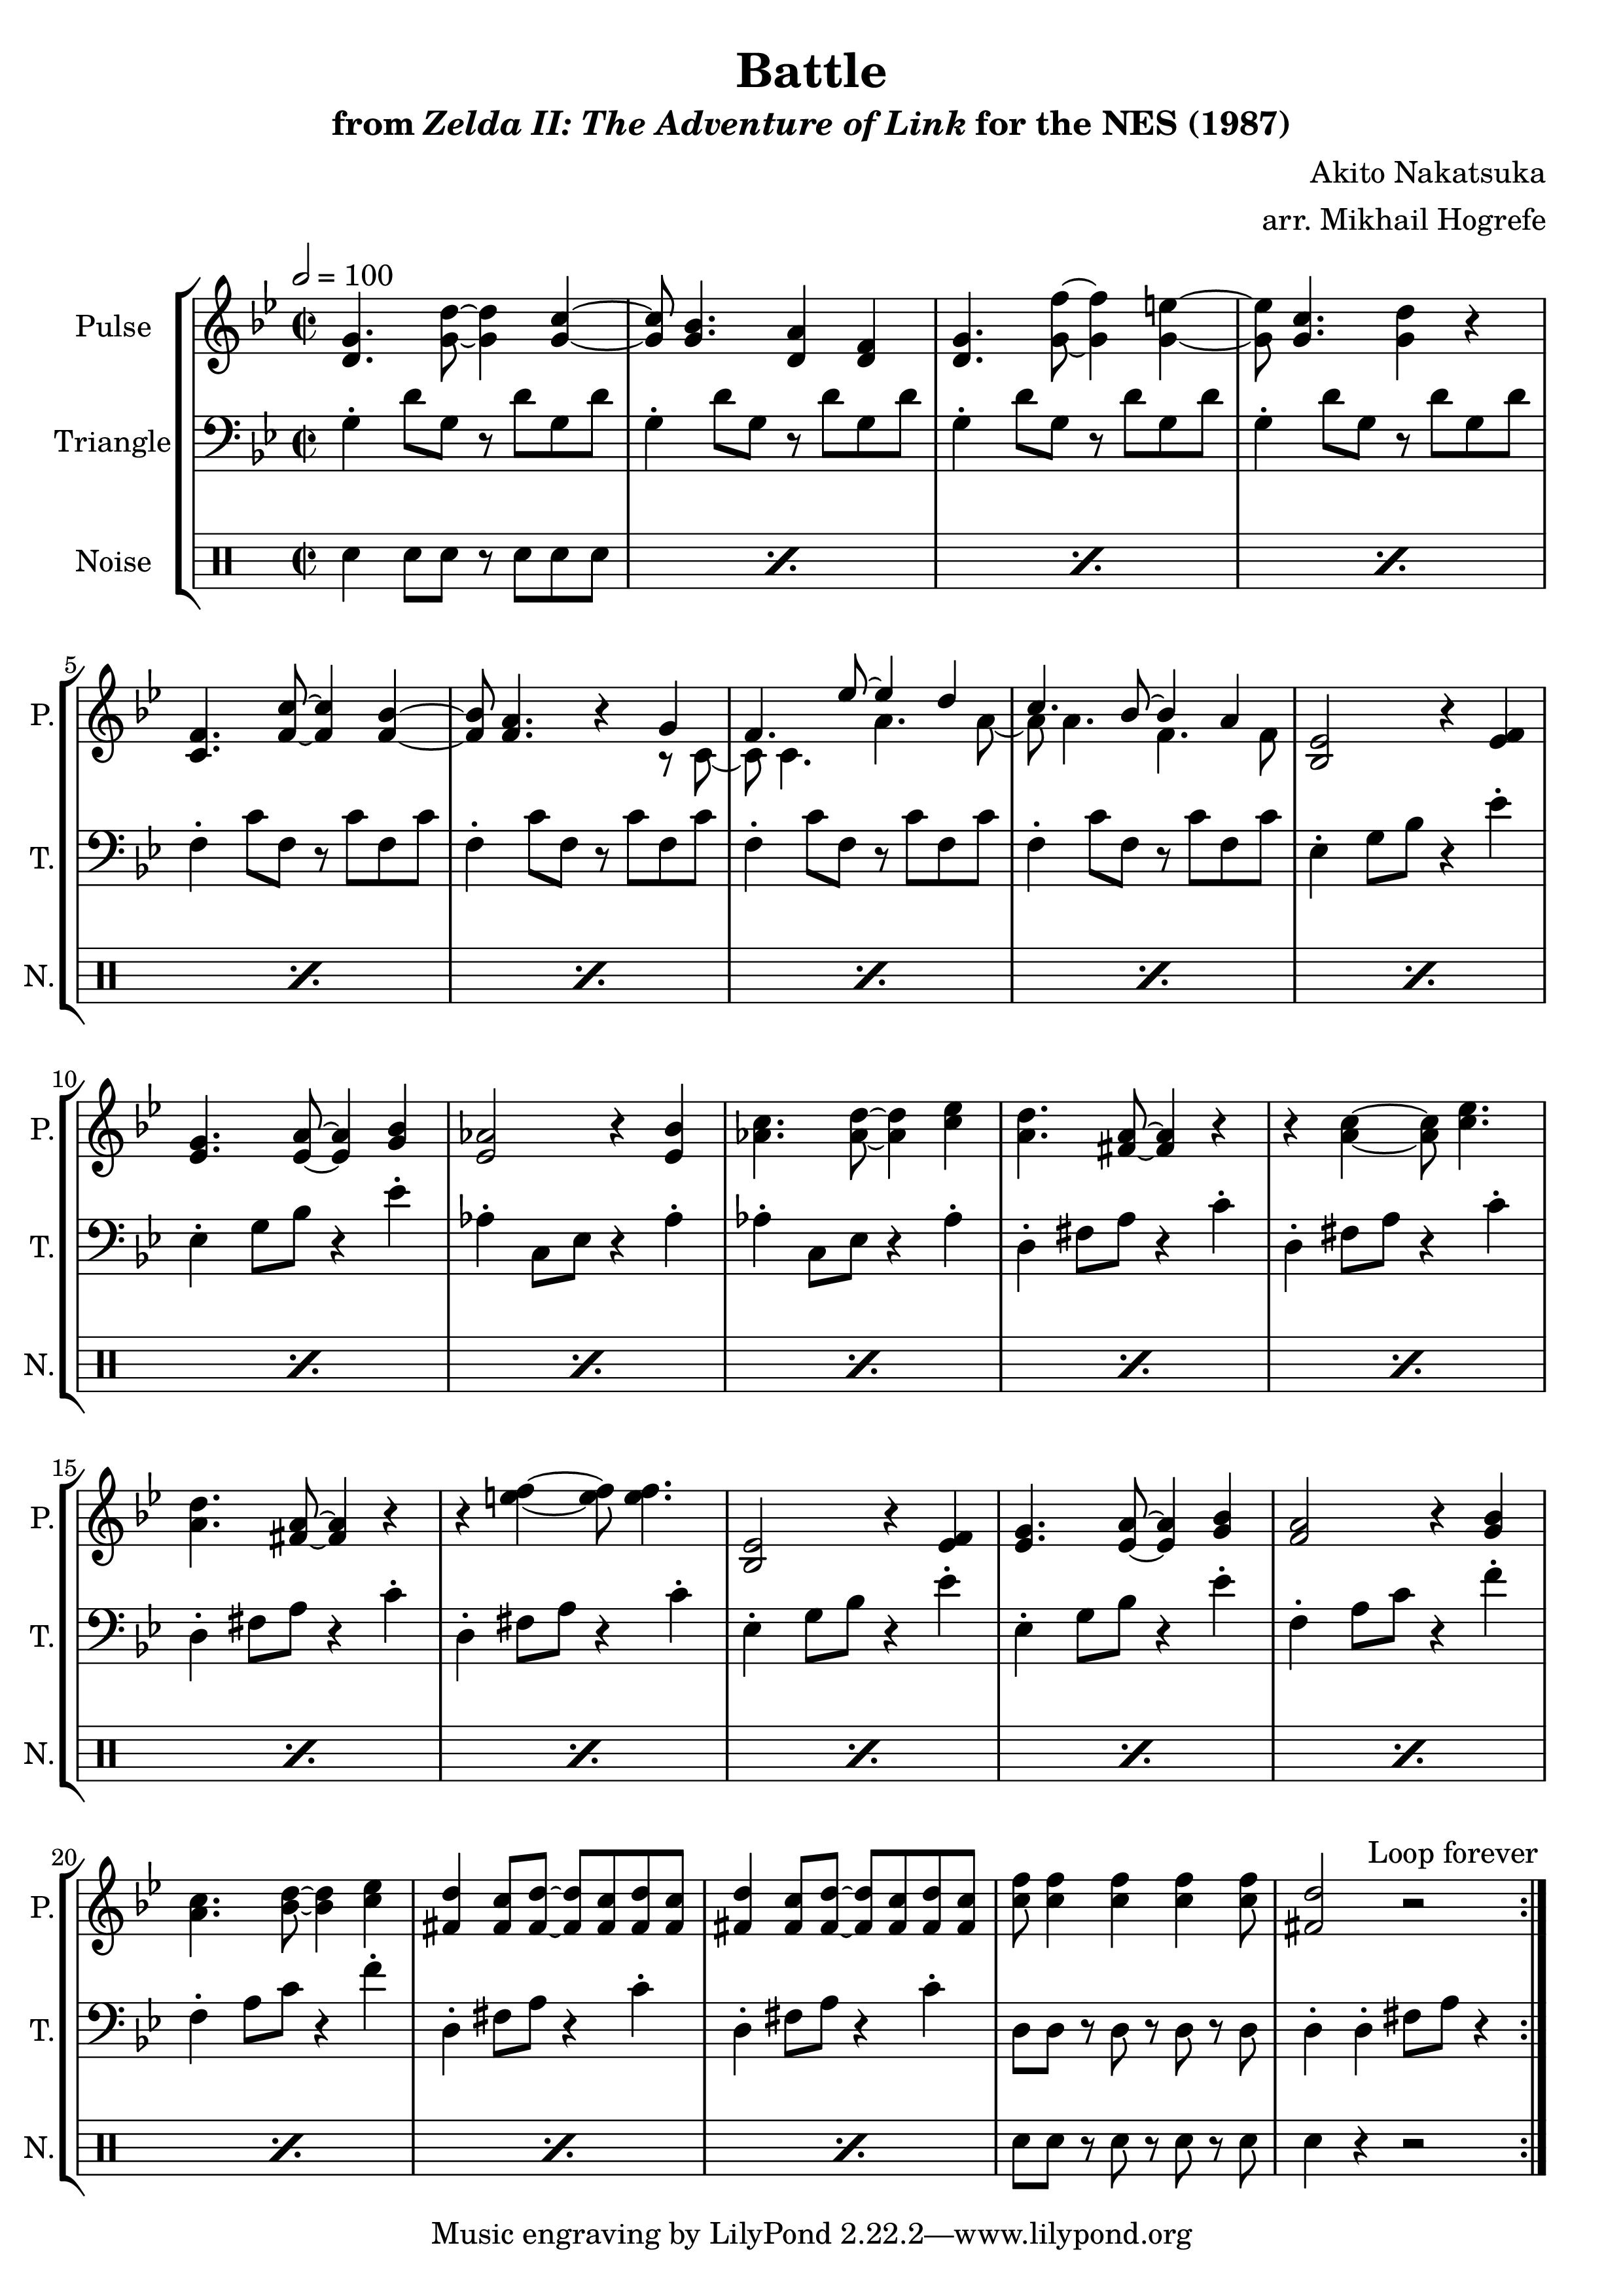 Battle
from Zelda II: The Adventure of Link for the NES (1987)
Akito Nakatsuka
arr. Mikhail Hogrefe
= 100
Pulse
Triangle
Noise
5
P.
T.
N.
10
P.
T.
N.
15
P.
T.
N.
Loop forever
20
P.
T.
N.
Music engraving by LilyPond 2.22.2—www.lilypond.org